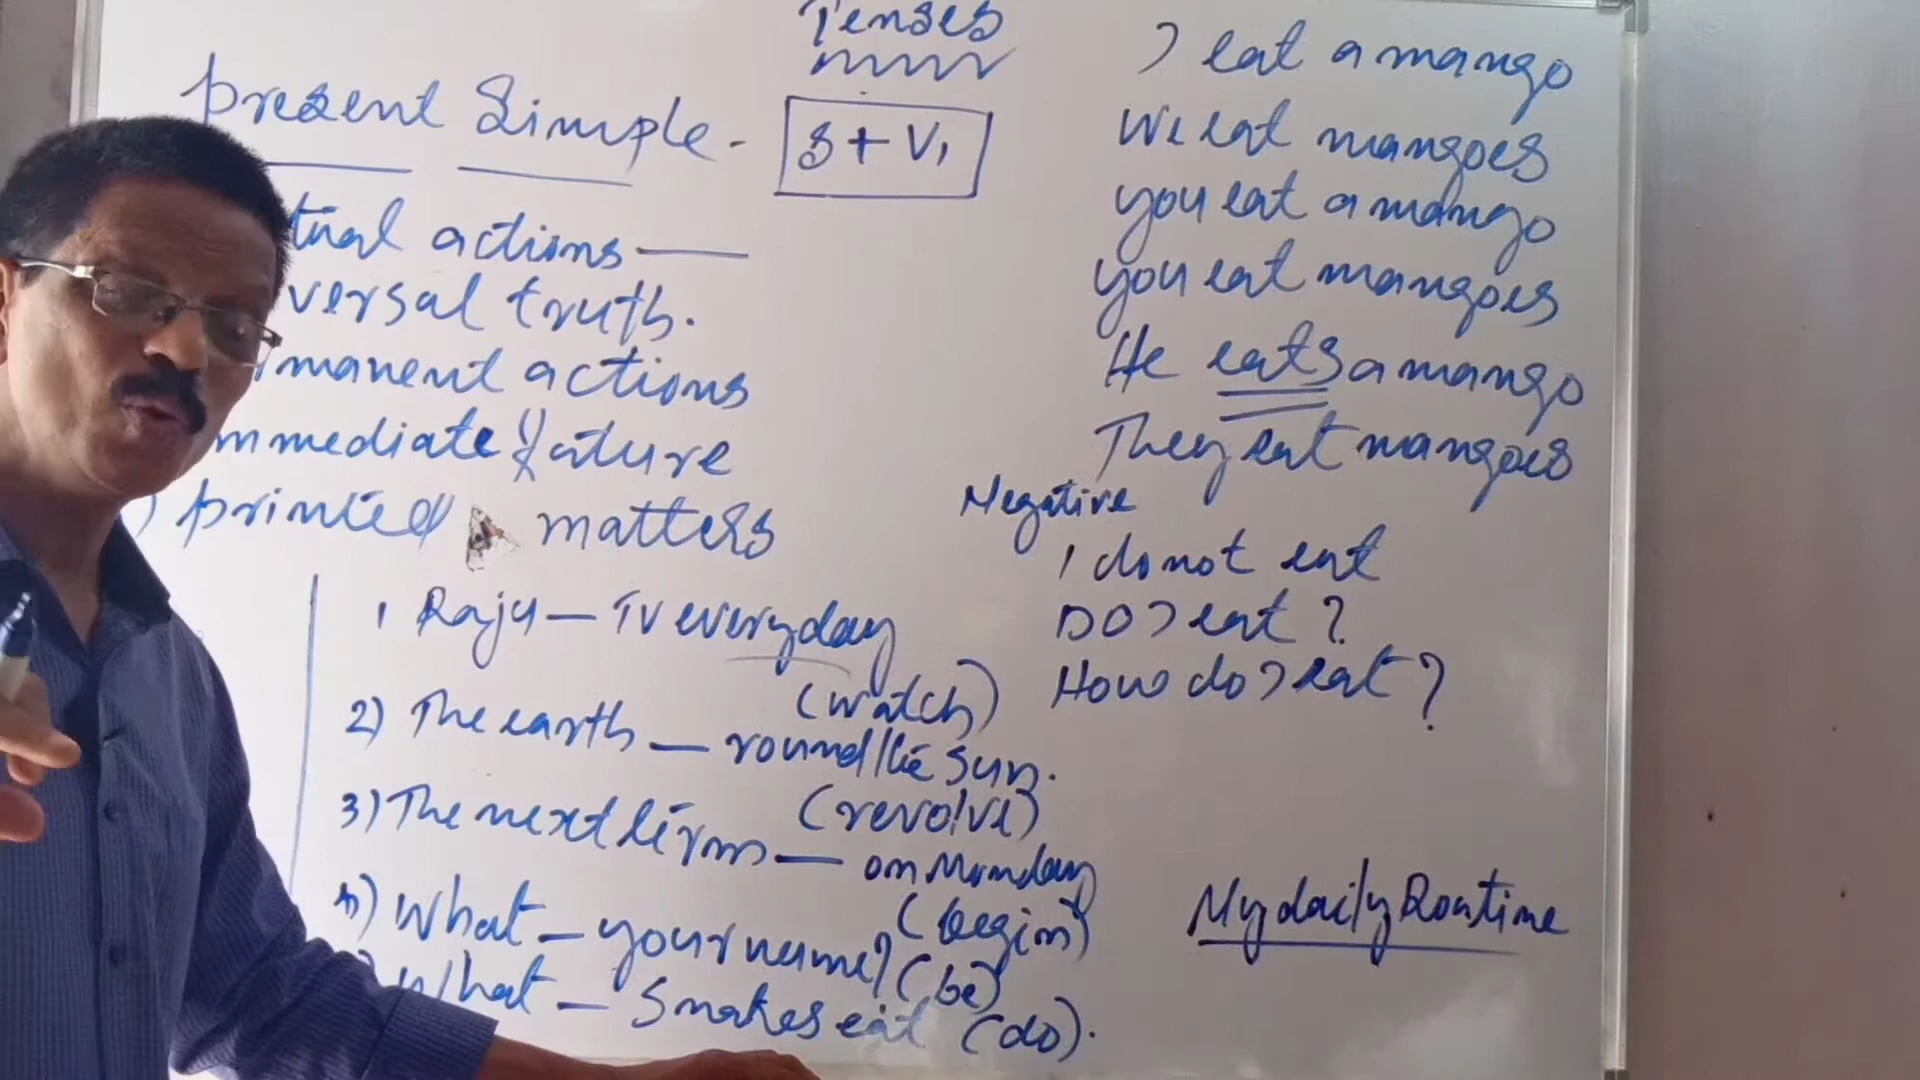 Tenses
Present Simple -
S + V1
tual actions —
versal truth.
manent actions
mmediate future
) printed matters
1 Raju — TV everyday
(watch)
2) The earth — round the sun.
(revolve)
3) The next term — on Monday
(begin)
What — your name? (be)
What — Snakes eat (do).
I eat a mango
We eat mangoes
you eat a mango
you eat mangoes
He eats a mango
They eat mangoes
Negative
I do not eat
DO I eat ?
How do I eat ?
My daily Routine